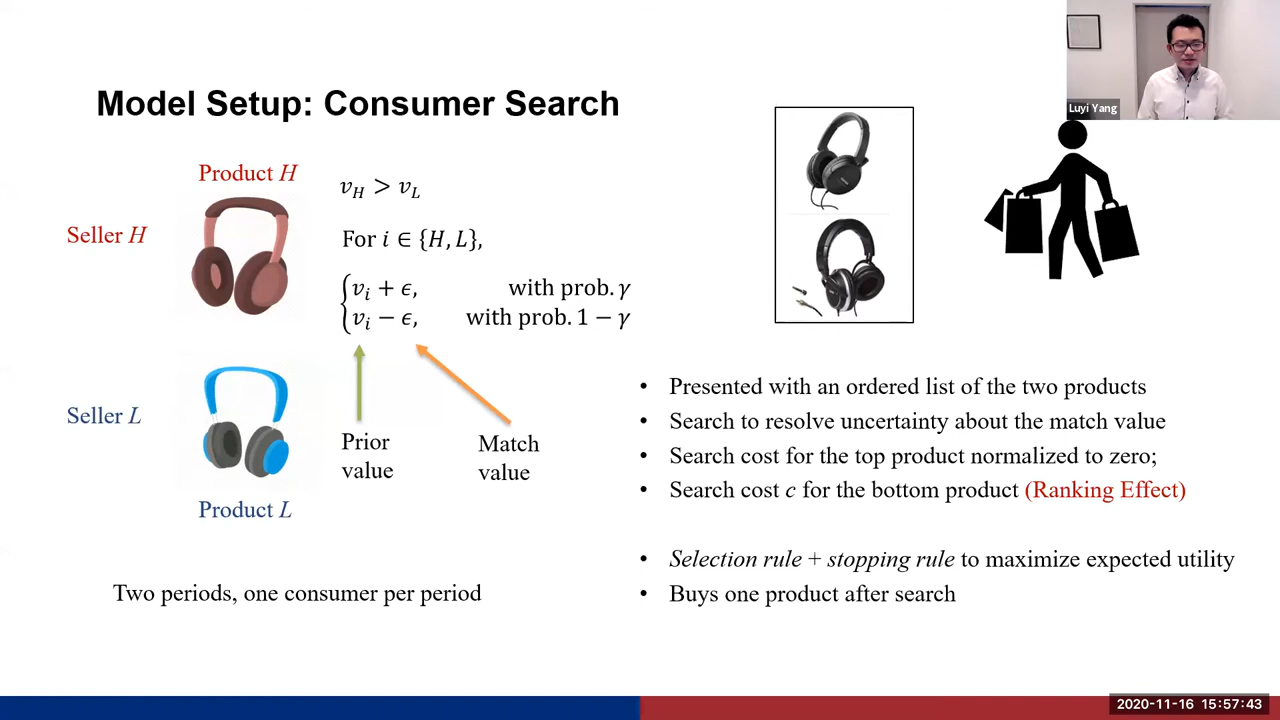 Luyi Yang
Model Setup: Consumer Search
Product H
Seller H
v_H > v_L
For i ∈ {H, L},
v_i + ϵ, with prob. γ
v_i − ϵ, with prob. 1 − γ
Prior
value
Match
value
Seller L
Product L
Two periods, one consumer per period
• Presented with an ordered list of the two products
• Search to resolve uncertainty about the match value
• Search cost for the top product normalized to zero;
• Search cost c for the bottom product (Ranking Effect)
• Selection rule + stopping rule to maximize expected utility
• Buys one product after search
2020-11-16 15:57:43